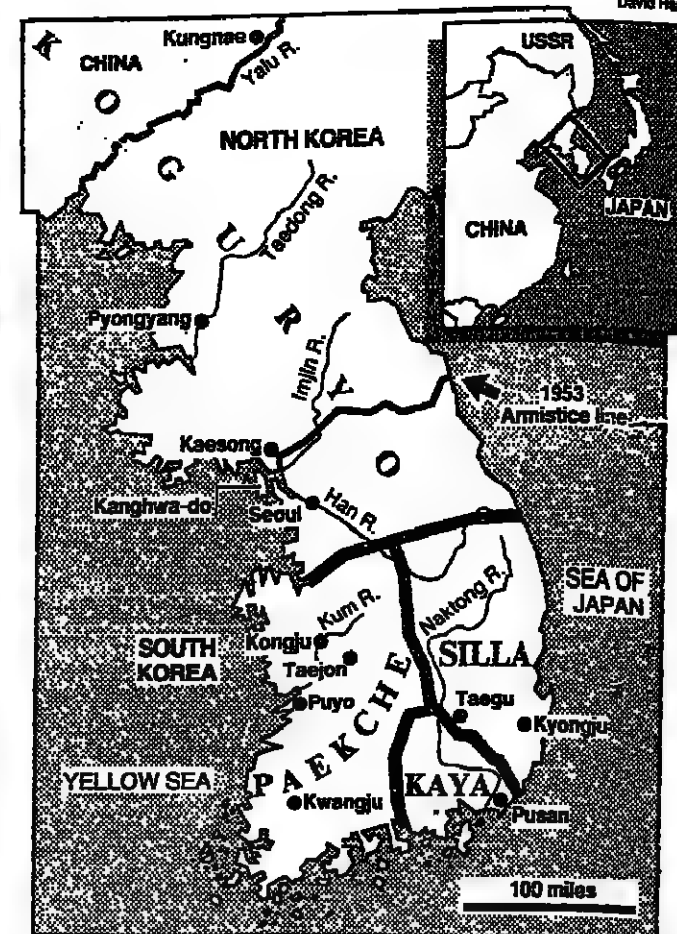 David
Kungnae
CHINA
Yalu R.
USSR
NORTH KOREA
KOGURYO
Taedong R.
JAPAN
CHINA
Pyongyang
Imjin R.
1953
Armistice line
Kaesong
Kanghwa-do
Seoul
Han R.
SEA OF
JAPAN
Naktong R.
Kum R.
SOUTH
KOREA
Kongju
Taejon
SILLA
Puyo
Taegu
Kyongju
PAEKCHE
YELLOW SEA
KAYA
Kwangju
Pusan
100 miles